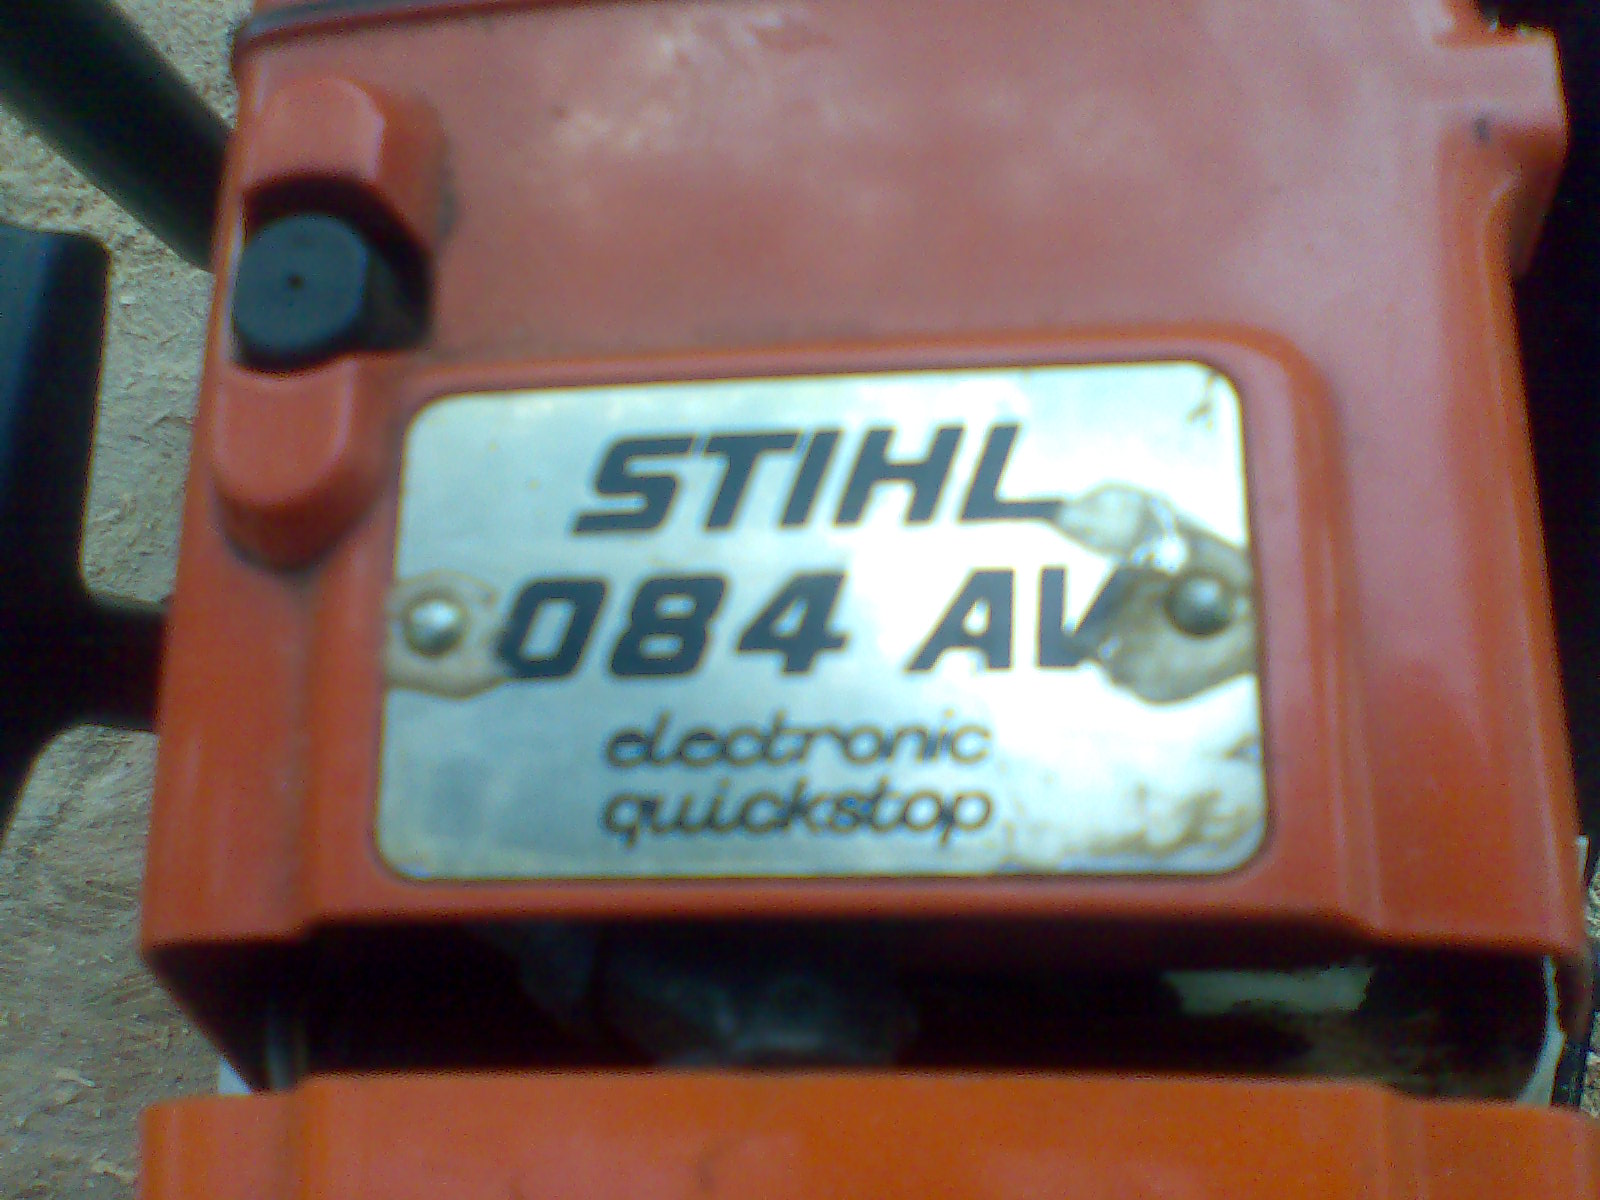 STIHL
084 AV
electronic
quickstop